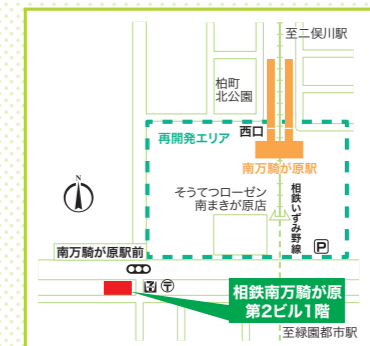 至二俣川駅
柏町
北公園
西口
再開発エリア
南万騎が原駅
そうてつローゼン
南まきが原店
相鉄いずみ野線
N
P
南万騎が原駅前
〒
相鉄南万騎が原
第2ビル1階
至緑園都市駅